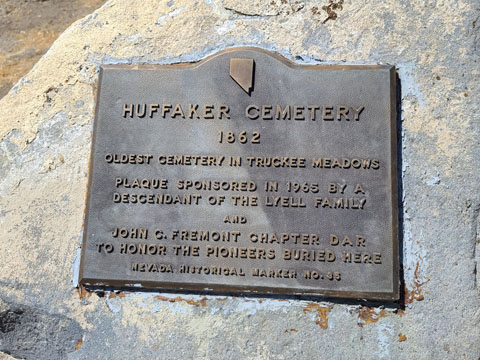 HUFFAKER CEMETERY
1862
OLDEST CEMETERY IN TRUCKEE MEADOWS
PLAQUE SPONSORED IN 1965 BY A
DESCENDANT OF THE LYELL FAMILY
AND
JOHN C. FREMONT CHAPTER DAR
TO HONOR THE PIONEERS BURIED HERE
NEVADA HISTORICAL MARKER NO.